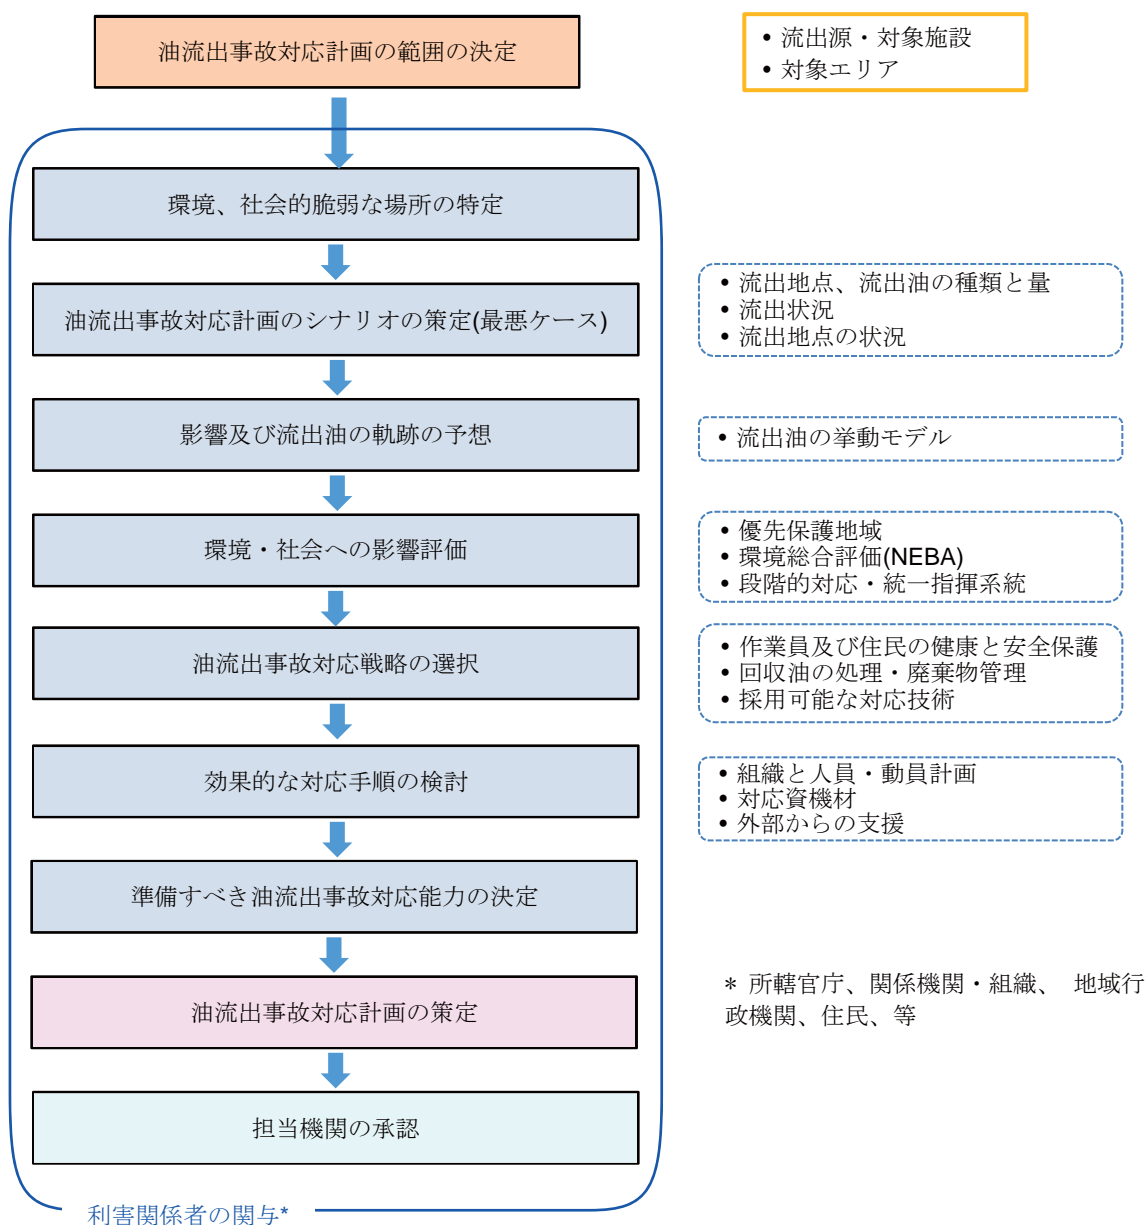 油流出事故対応計画の範囲の決定
• 流出源・対象施設
• 対象エリア
環境、社会的脆弱な場所の特定
油流出事故対応計画のシナリオの策定(最悪ケース)
• 流出地点、流出油の種類と量
• 流出状況
• 流出地点の状況
影響及び流出油の軌跡の予想
• 流出油の挙動モデル
環境・社会への影響評価
• 優先保護地域
• 環境総合評価(NEBA)
• 段階的対応・統一指揮系統
油流出事故対応戦略の選択
• 作業員及び住民の健康と安全保護
• 回収油の処理・廃棄物管理
• 採用可能な対応技術
効果的な対応手順の検討
• 組織と人員・動員計画
• 対応資機材
• 外部からの支援
準備すべき油流出事故対応能力の決定
油流出事故対応計画の策定
* 所轄官庁、関係機関・組織、 地域行
政機関、住民、等
担当機関の承認
利害関係者の関与*